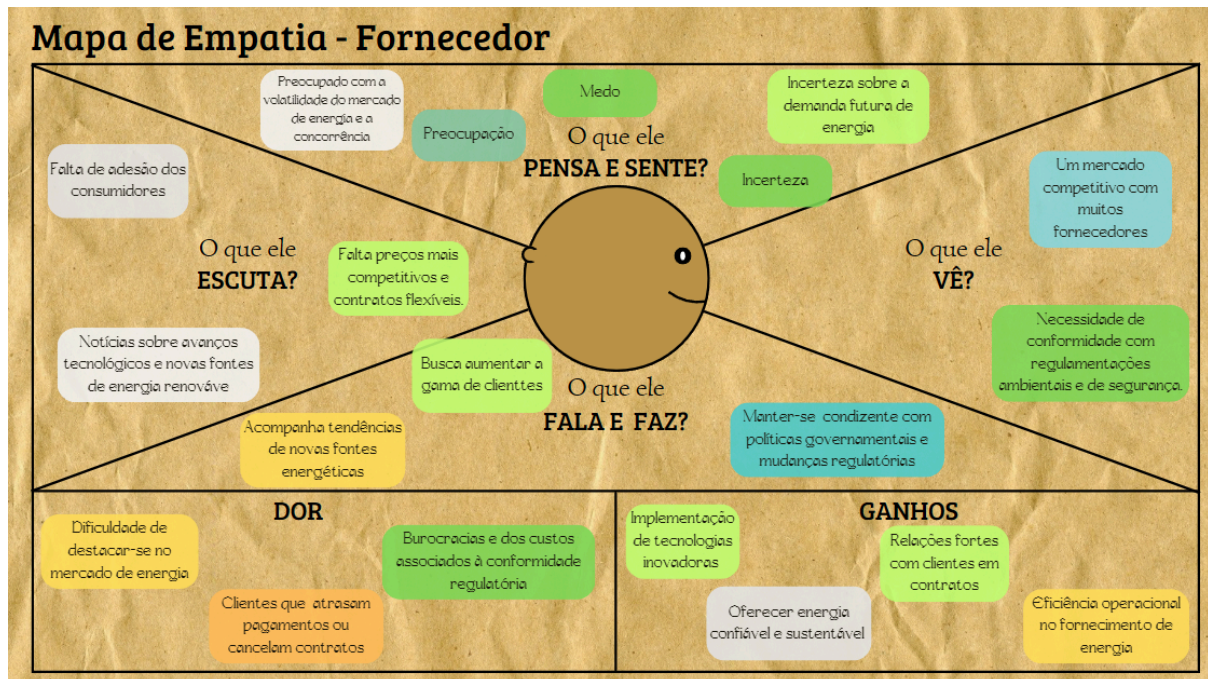 Mapa de Empatia - Fornecedor
Preocupado com a
volatilidade do mercado
de energia e a
concorrência
Preocupação
Medo
O que ele
PENSA E SENTE?
Incerteza sobre a
demanda futura de
energia
Incerteza
Falta de adesão dos
consumidores
O que ele
ESCUTA?
Falta preços mais
competitivos e
contratos flexíveis.
Notícias sobre avanços
tecnológicos e novas fontes
de energia renováve
O que ele
VÊ?
Um mercado
competitivo com
muitos
fornecedores
Necessidade de
conformidade com
regulamentações
ambientais e de segurança.
Busca aumentar a
gama de clienttes
O que ele
FALA E FAZ?
Acompanha tendências
de novas fontes
energéticas
Manter-se condizente com
políticas governamentais e
mudanças regulatórias
DOR
Dificuldade de
destacar-se no
mercado de energia
Burocracias e dos custos
associados à conformidade
regulatória
Clientes que atrasam
pagamentos ou
cancelam contratos
GANHOS
Implementação
de tecnologias
inovadoras
Relações fortes
com clientes em
contratos
Oferecer energia
confiável e sustentável
Eficiência operacional
no fornecimento de
energia